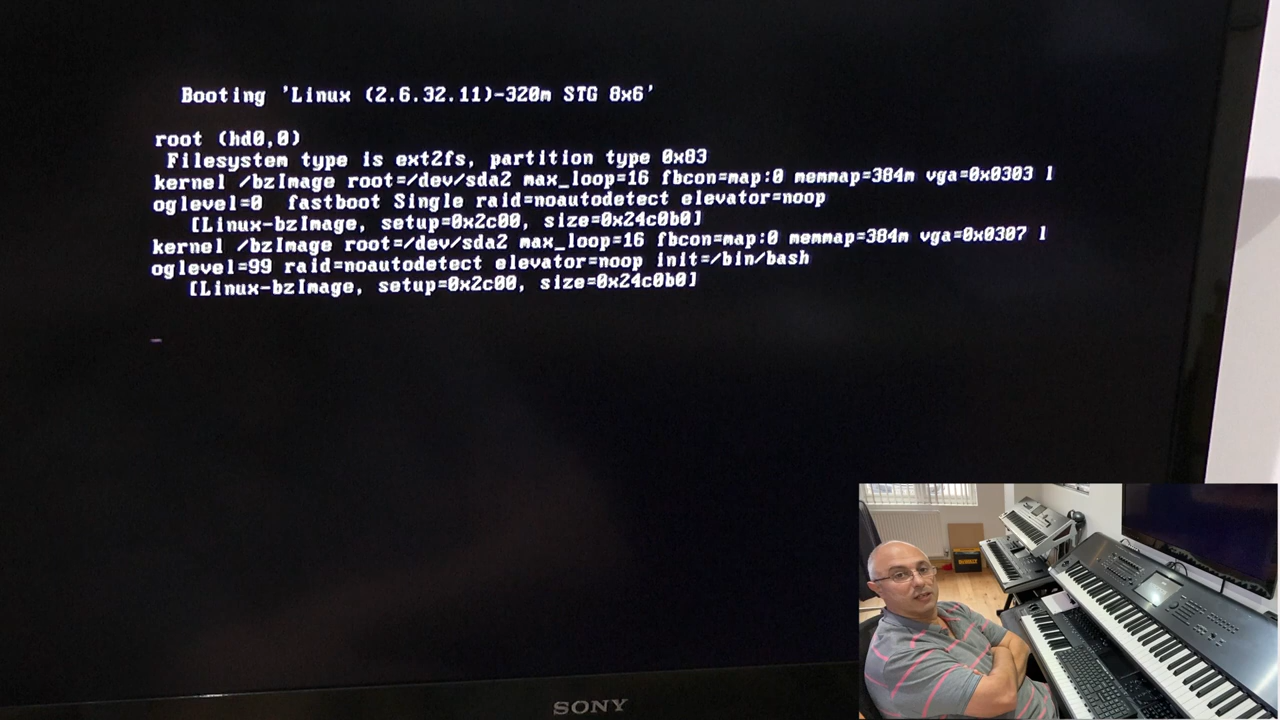 Booting 'Linux (2.6.32.11)-320m STG 8x6'
root (hd0,0)
Filesystem type is ext2fs, partition type 0x83
kernel /bzImage root=/dev/sda2 max_loop=16 fbcon=map:0 memmap=384m vga=0x0303 l
oglevel=0  fastboot Single raid=noautodetect elevator=noop
[Linux-bzImage, setup=0x2c00, size=0x24c0b0]
kernel /bzImage root=/dev/sda2 max_loop=16 fbcon=map:0 memmap=384m vga=0x0307 l
oglevel=99 raid=noautodetect elevator=noop init=/bin/bash
[Linux-bzImage, setup=0x2c00, size=0x24c0b0]
SONY